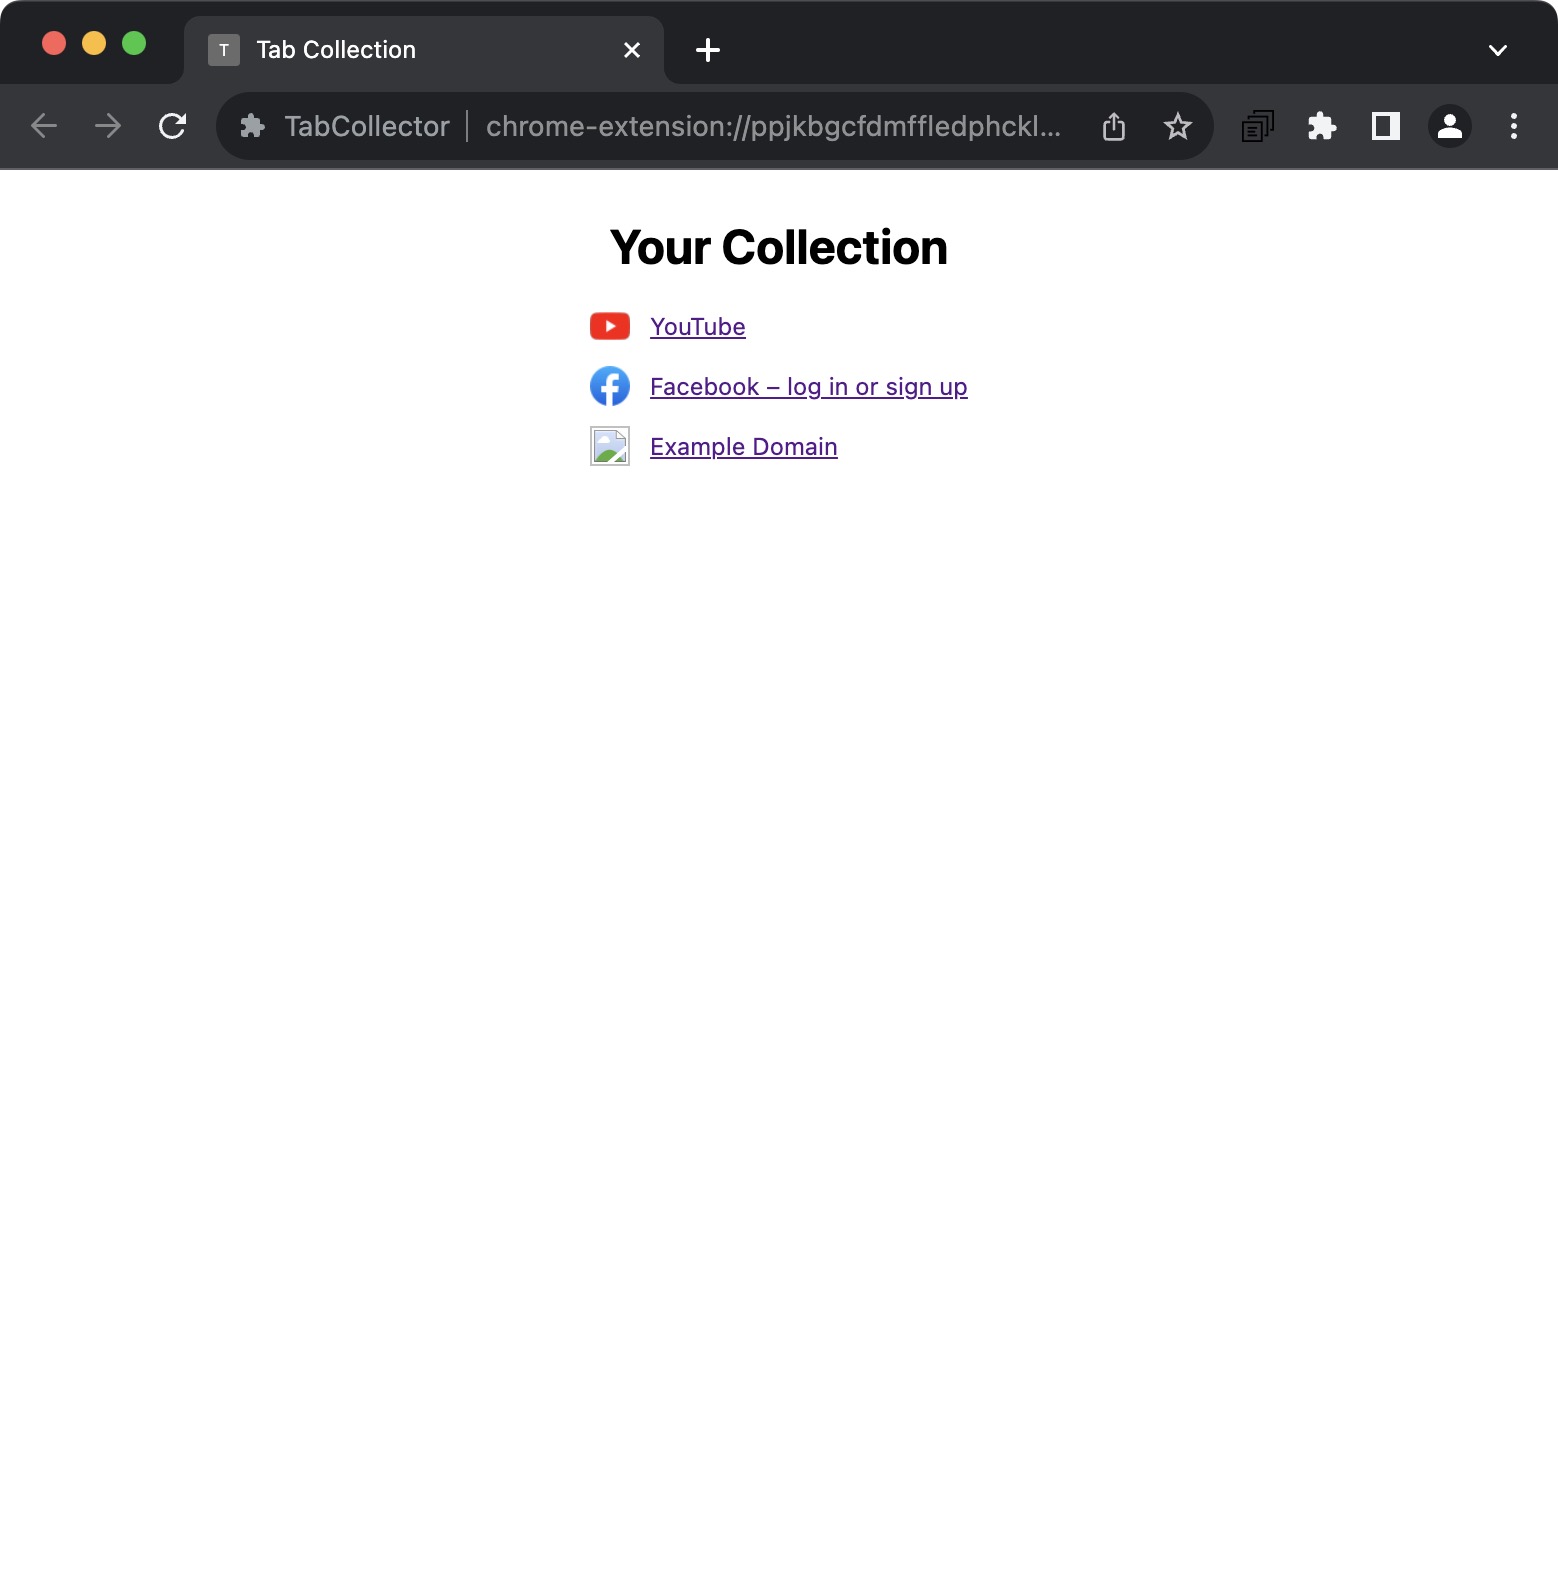 T Tab Collection
TabCollector chrome-extension://ppjkbgcfdmffledphckl...
Your Collection
YouTube
Facebook – log in or sign up
Example Domain